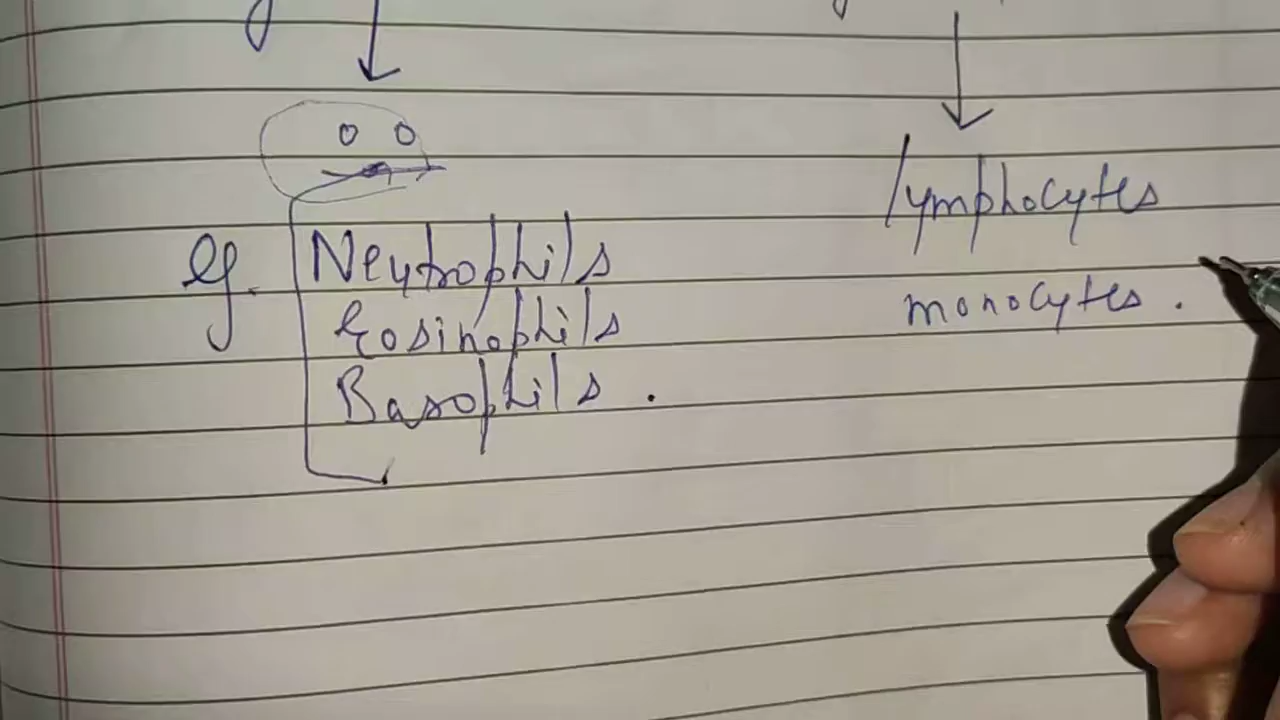 eg. Neutrophils
Eosinophils
Basophils .
lymphocytes
monocytes .